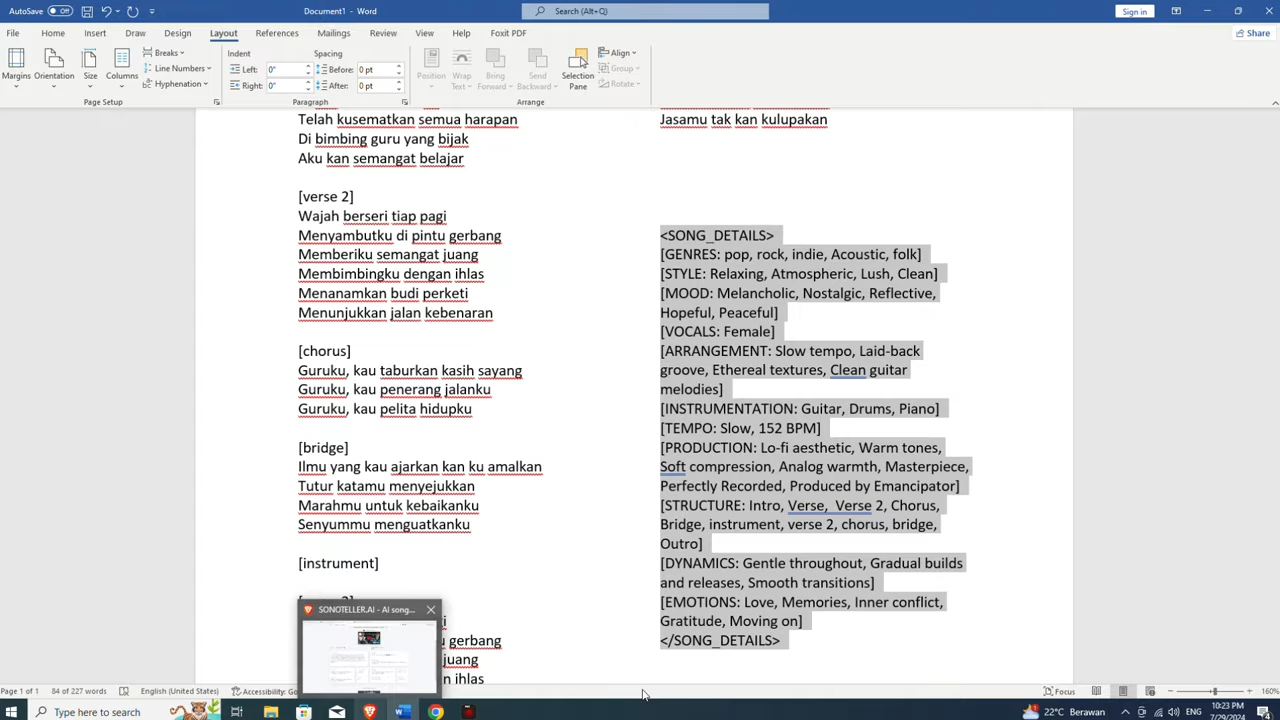 AutoSave Off
Document1 - Word
Search (Alt+Q)
Sign in
File Home Insert Draw Design Layout References Mailings Review View Help Foxit PDF
Share
Margins
Orientation
Size
Columns
Breaks
Line Numbers
Hyphenation
Page Setup
Indent
Left: 0"
Right: 0"
Spacing
Before: 0 pt
After: 0 pt
Paragraph
Position
Wrap Text
Bring Forward
Send Backward
Selection Pane
Align
Group
Rotate
Arrange
Telah kusematkan semua harapan
Di bimbing guru yang bijak
Aku kan semangat belajar
[verse 2]
Wajah berseri tiap pagi
Menyambutku di pintu gerbang
Memberiku semangat juang
Membimbingku dengan ihlas
Menanamkan budi perketi
Menunjukkan jalan kebenaran
[chorus]
Guruku, kau taburkan kasih sayang
Guruku, kau penerang jalanku
Guruku, kau pelita hidupku
[bridge]
Ilmu yang kau ajarkan kan ku amalkan
Tutur katamu menyejukkan
Marahmu untuk kebaikanku
Senyummu menguatkanku
[instrument]
gerbang
juang
n ihlas
Jasamu tak kan kulupakan
<SONG_DETAILS>
[GENRES: pop, rock, indie, Acoustic, folk]
[STYLE: Relaxing, Atmospheric, Lush, Clean]
[MOOD: Melancholic, Nostalgic, Reflective,
Hopeful, Peaceful]
[VOCALS: Female]
[ARRANGEMENT: Slow tempo, Laid-back
groove, Ethereal textures, Clean guitar
melodies]
[INSTRUMENTATION: Guitar, Drums, Piano]
[TEMPO: Slow, 152 BPM]
[PRODUCTION: Lo-fi aesthetic, Warm tones,
Soft compression, Analog warmth, Masterpiece,
Perfectly Recorded, Produced by Emancipator]
[STRUCTURE: Intro, Verse, Verse 2, Chorus,
Bridge, instrument, verse 2, chorus, bridge,
Outro]
[DYNAMICS: Gentle throughout, Gradual builds
and releases, Smooth transitions]
[EMOTIONS: Love, Memories, Inner conflict,
Gratitude, Moving on]
</SONG_DETAILS>
SONOTELLER.AI - AI song...
Page 1 of 1
84 of 227 words
English (United States)
Accessibility: Go
Focus
160%
Type here to search
22°C Berawan
ENG
10:23 PM
7/29/2024